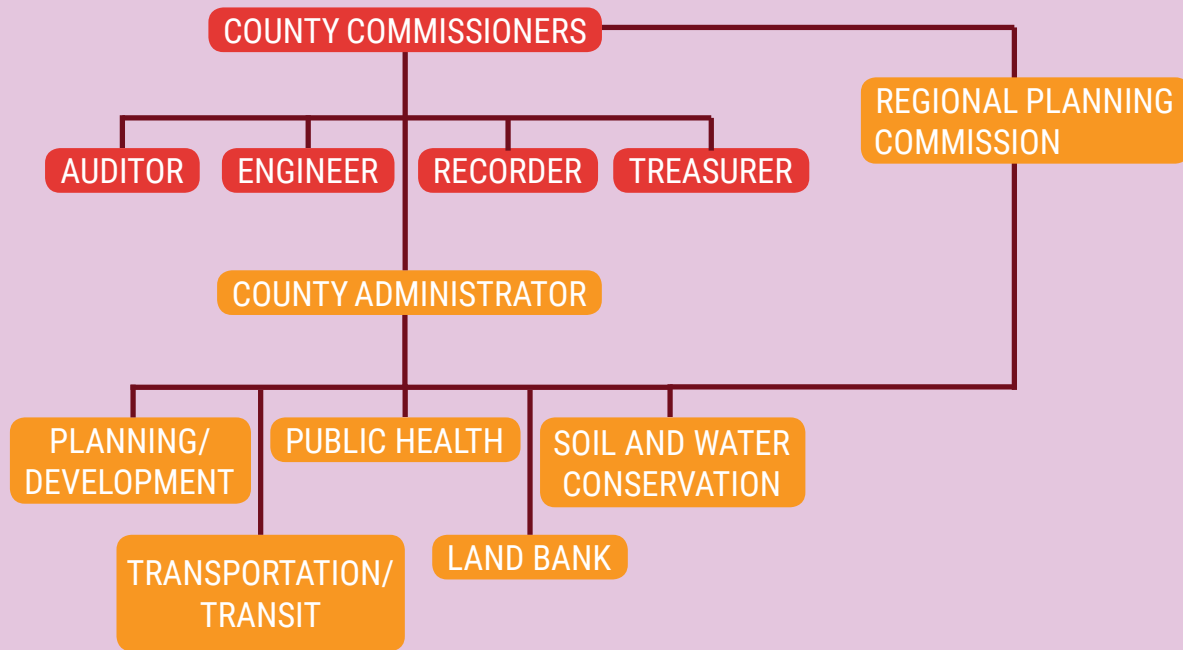 COUNTY COMMISSIONERS
REGIONAL PLANNING
COMMISSION
AUDITOR
ENGINEER
RECORDER
TREASURER
COUNTY ADMINISTRATOR
PLANNING/
DEVELOPMENT
PUBLIC HEALTH
SOIL AND WATER
CONSERVATION
TRANSPORTATION/
TRANSIT
LAND BANK